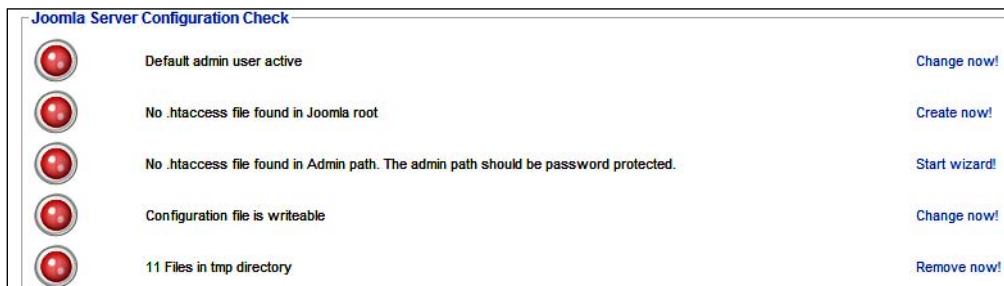 Joomla Server Configuration Check
Default admin user active Change now!
No .htaccess file found in Joomla root Create now!
No .htaccess file found in Admin path. The admin path should be password protected. Start wizard!
Configuration file is writeable Change now!
11 Files in tmp directory Remove now!